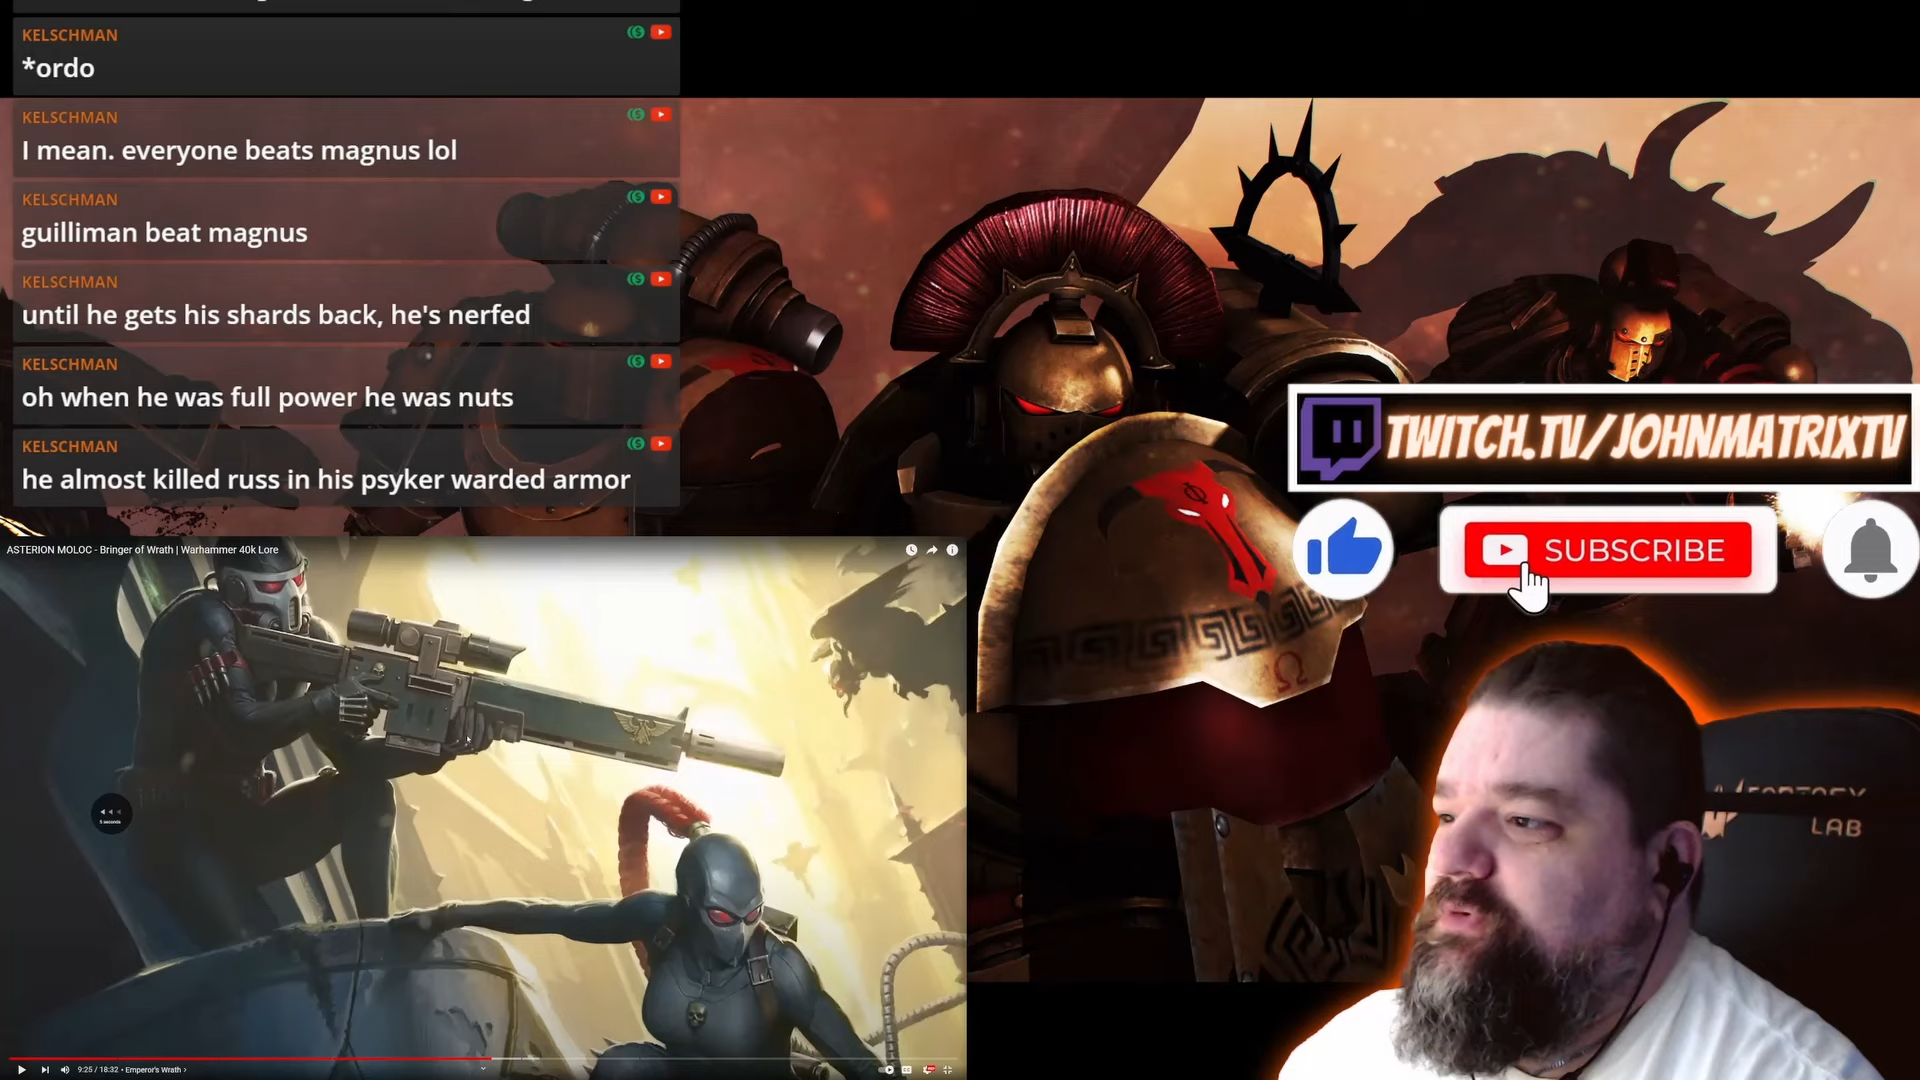 KELSCHMAN
*ordo
KELSCHMAN
I mean. everyone beats magnus lol
KELSCHMAN
guilliman beat magnus
KELSCHMAN
until he gets his shards back, he's nerfed
KELSCHMAN
oh when he was full power he was nuts
KELSCHMAN
he almost killed russ in his psyker warded armor
TWITCH.TV/JOHNMATRIXTV
SUBSCRIBE
ASTERION MOLOC - Bringer of Wrath | Warhammer 40k Lore
Ω
5 seconds
LAB
9:25 / 18:32 • Emperor's Wrath ›